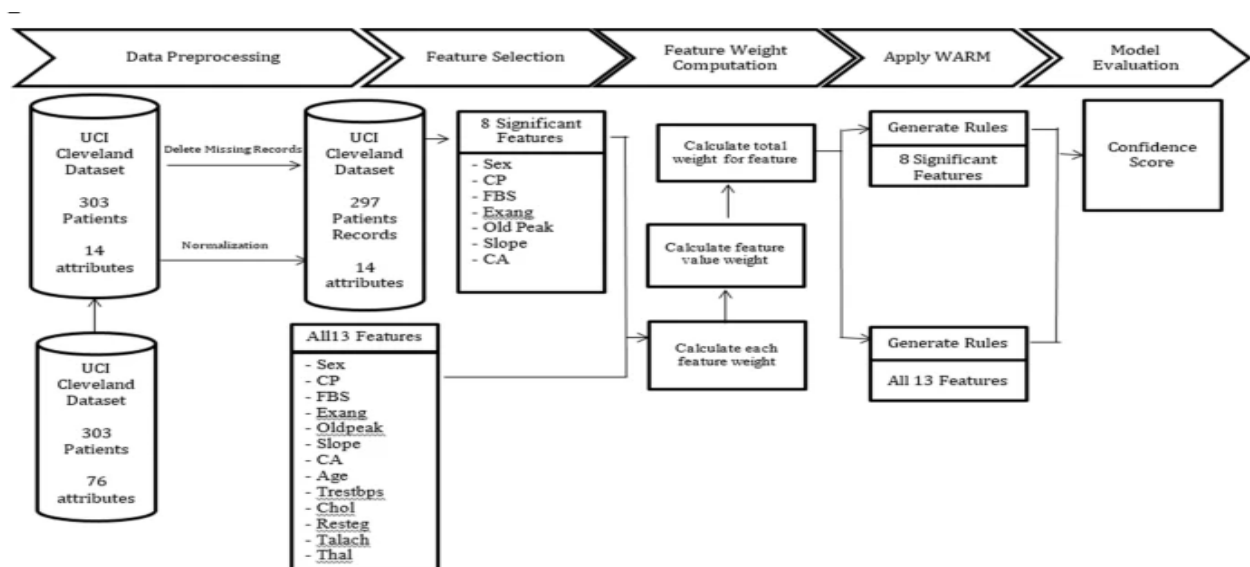 Data Preprocessing
Feature Selection
Feature Weight
Computation
Apply WARM
Model
Evaluation
UCI
Cleveland
Dataset
303
Patients
14
attributes
Delete Missing Records
Normalization
UCI
Cleveland
Dataset
297
Patients
Records
14
attributes
8 Significant
Features
- Sex
- CP
- FBS
- Exang
- Old Peak
- Slope
- CA
Calculate total
weight for feature
Calculate feature
value weight
Calculate each
feature weight
Generate Rules
8 Significant
Features
Confidence
Score
Generate Rules
All 13 Features
UCI
Cleveland
Dataset
303
Patients
76
attributes
All13 Features
- Sex
- CP
- FBS
- Exang
- Oldpeak
- Slope
- CA
- Age
- Trestbps
- Chol
- Resteg
- Talach
- Thal